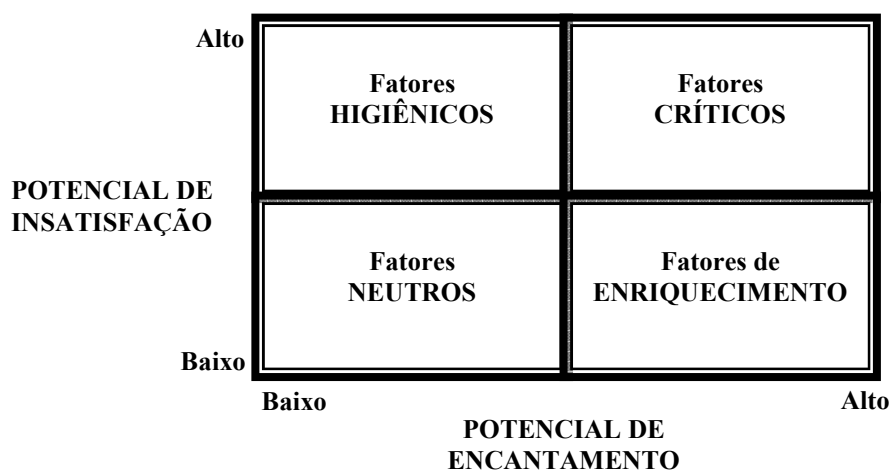 Alto
Fatores
HIGIÊNICOS
Fatores
CRÍTICOS
POTENCIAL DE
INSATISFAÇÃO
Fatores
NEUTROS
Fatores de
ENRIQUECIMENTO
Baixo
Baixo
Alto
POTENCIAL DE
ENCANTAMENTO